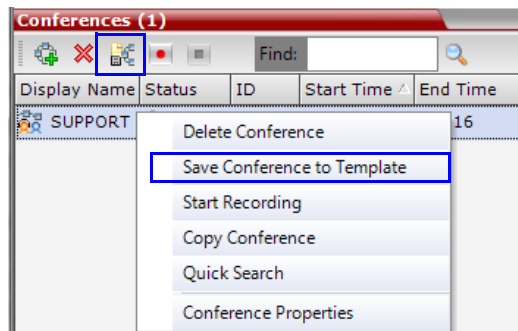 Conferences (1)
Find:
Display Name Status ID Start Time End Time
SUPPORT 16
Delete Conference
Save Conference to Template
Start Recording
Copy Conference
Quick Search
Conference Properties